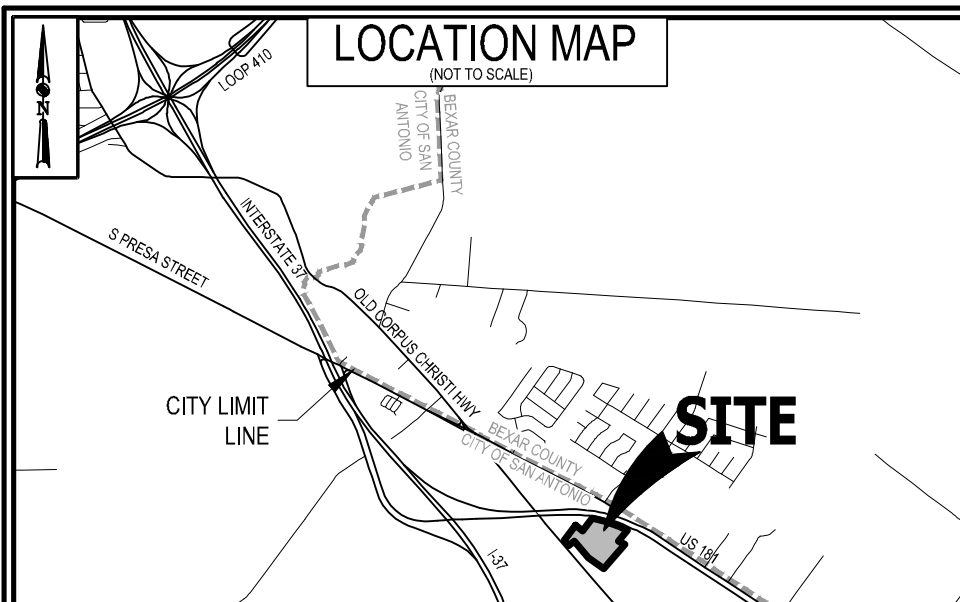 LOCATION MAP
(NOT TO SCALE)
N
LOOP 410
BEXAR COUNTY
CITY OF SAN
ANTONIO
INTERSTATE 37
S PRESA STREET
OLD CORPUS CHRISTI HWY
CITY LIMIT
LINE
SITE
BEXAR COUNTY
CITY OF SAN ANTONIO
US 181
I-37